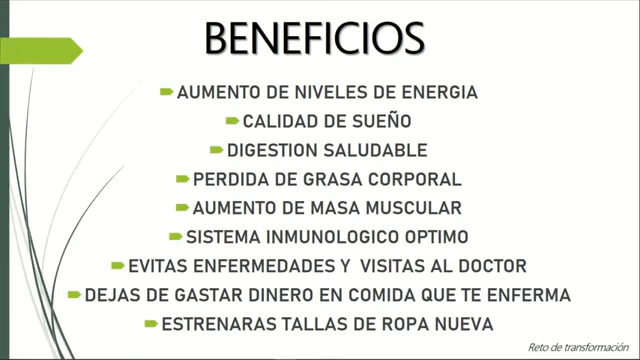 BENEFICIOS
AUMENTO DE NIVELES DE ENERGIA
CALIDAD DE SUEÑO
DIGESTION SALUDABLE
PERDIDA DE GRASA CORPORAL
AUMENTO DE MASA MUSCULAR
SISTEMA INMUNOLOGICO OPTIMO
EVITAS ENFERMEDADES Y VISITAS AL DOCTOR
DEJAS DE GASTAR DINERO EN COMIDA QUE TE ENFERMA
ESTRENARAS TALLAS DE ROPA NUEVA
Reto de transformación